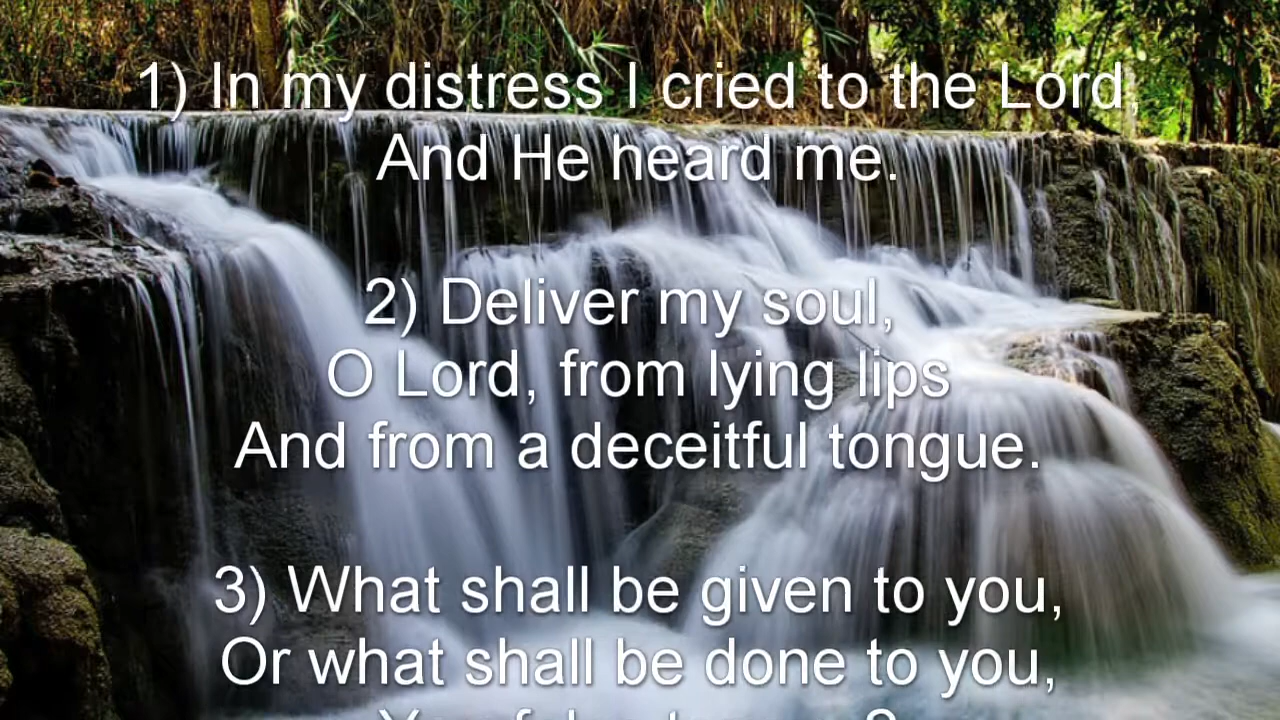 1) In my distress I cried to the Lord,
And He heard me.
2) Deliver my soul,
O Lord, from lying lips
And from a deceitful tongue.
3) What shall be given to you,
Or what shall be done to you,